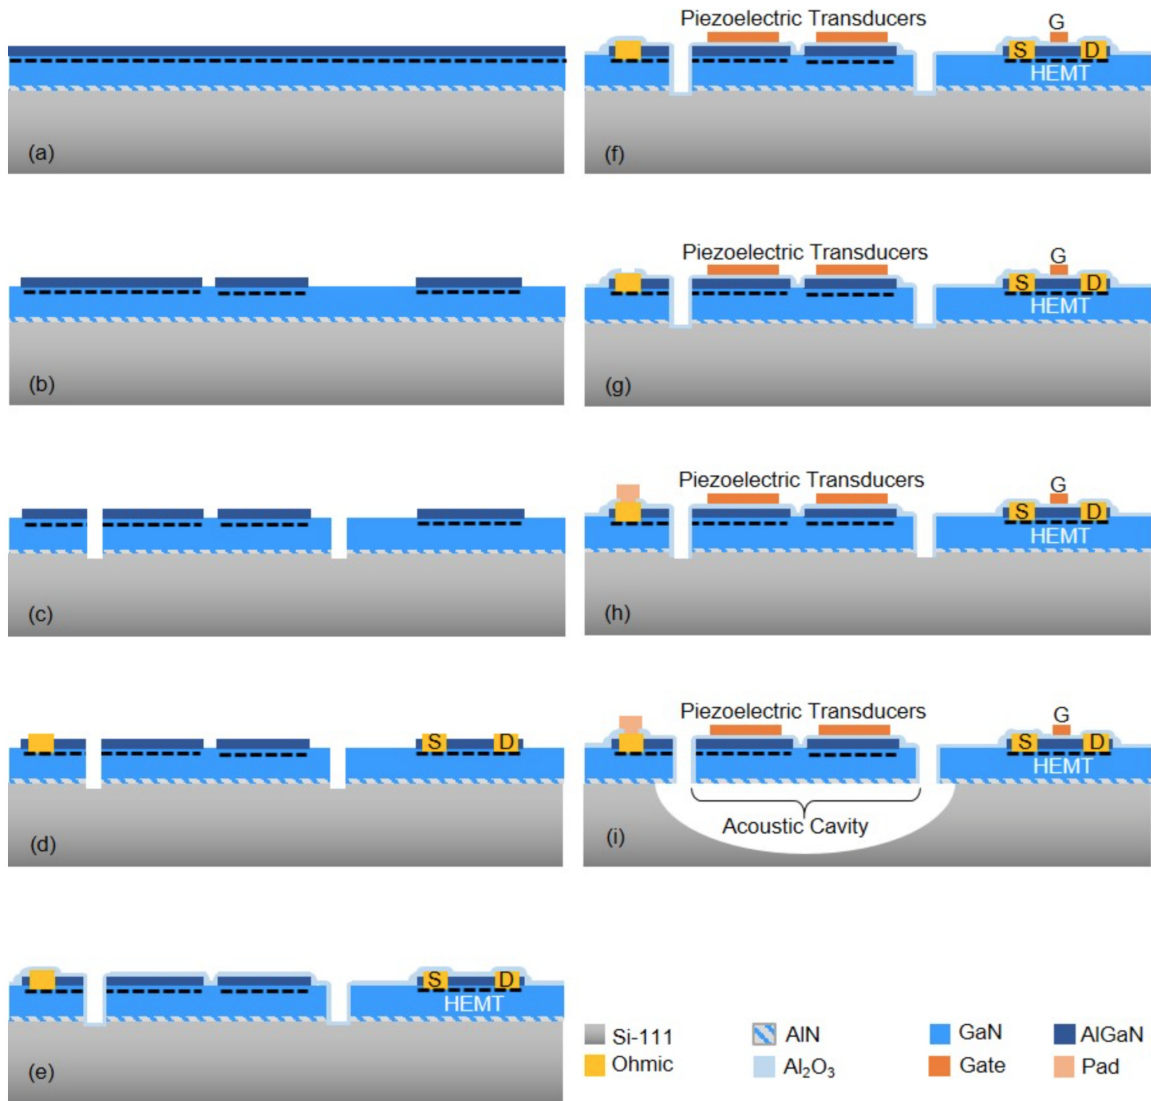 (a)
(b)
(c)
S D
(d)
S D
HEMT
(e)
Piezoelectric Transducers G
S D
HEMT
(f)
Piezoelectric Transducers G
S D
HEMT
(g)
Piezoelectric Transducers G
S D
HEMT
(h)
Piezoelectric Transducers G
S D
HEMT
Acoustic Cavity
(i)
Si-111 AlN GaN AlGaN
Ohmic Al₂O₃ Gate Pad